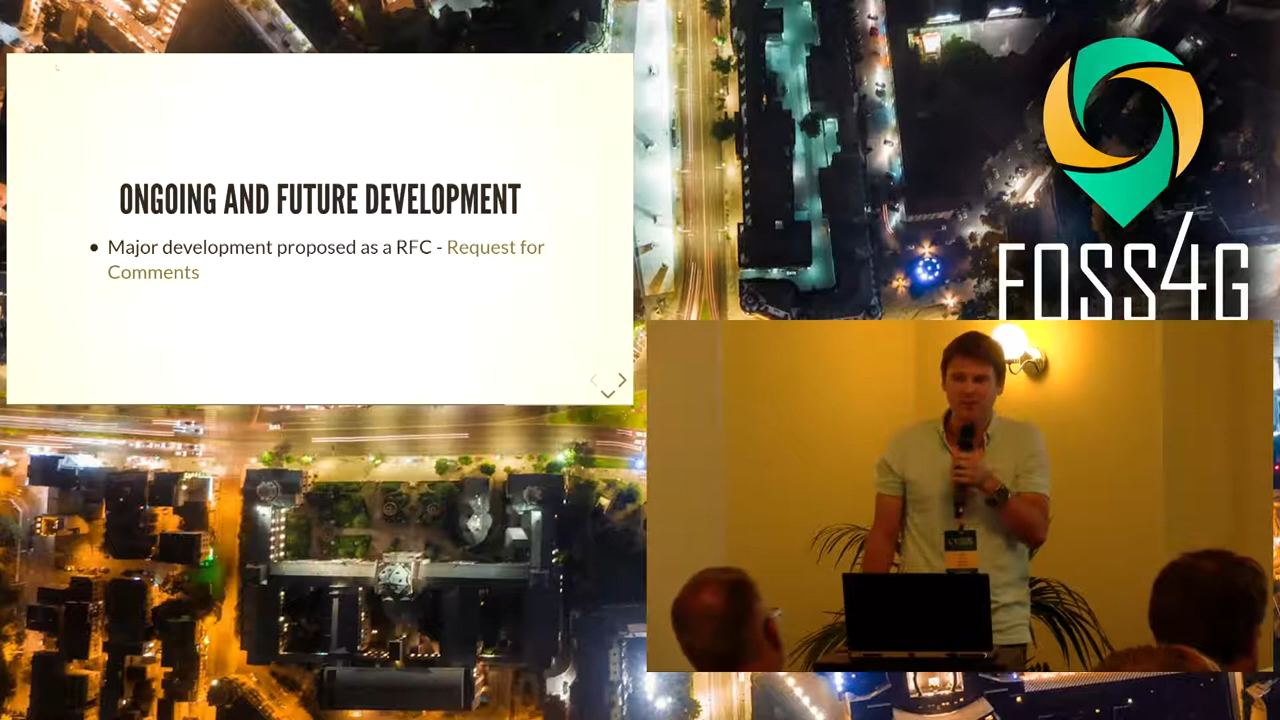 ONGOING AND FUTURE DEVELOPMENT
• Major development proposed as a RFC - Request for
Comments
FOSS4G